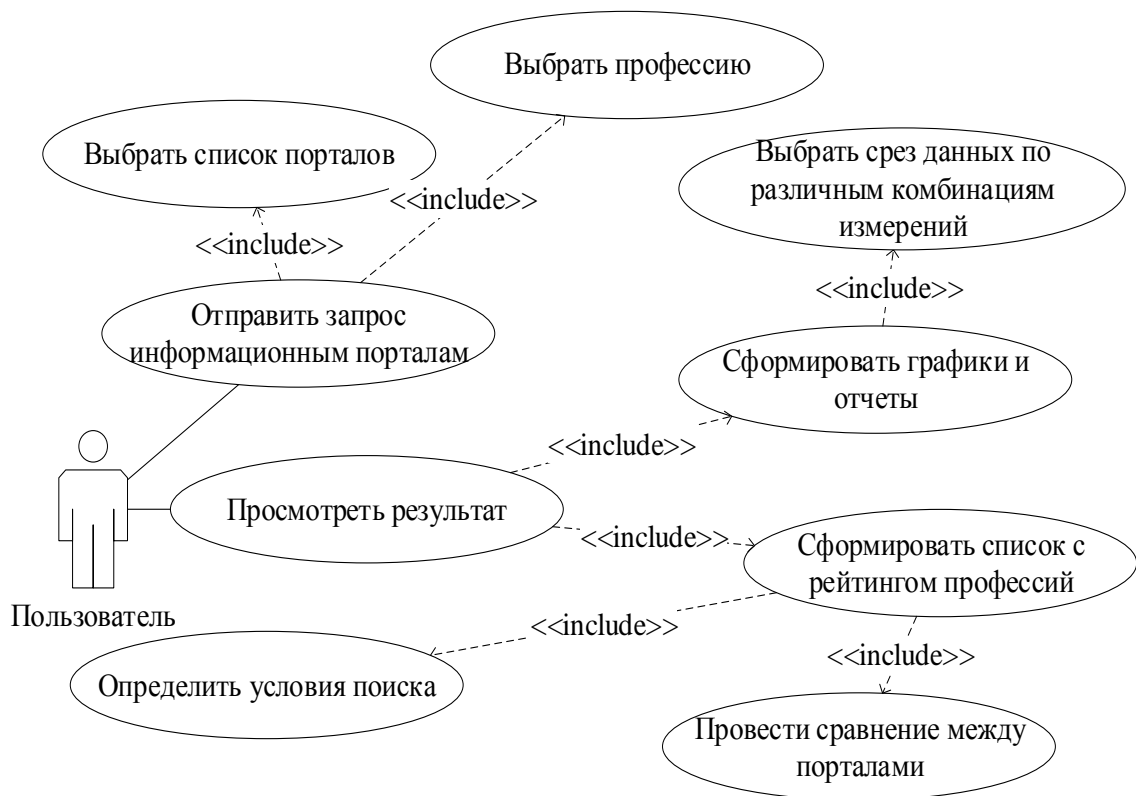 Выбрать профессию
Выбрать список порталов
Выбрать срез данных по
различным комбинациям
измерений
<<include>>
<<include>>
<<include>>
Отправить запрос
информационным порталам
Сформировать графики и
отчеты
<<include>>
Просмотреть результат
<<include>>
Сформировать список с
рейтингом профессий
Пользователь
<<include>>
<<include>>
Определить условия поиска
Провести сравнение между
порталами